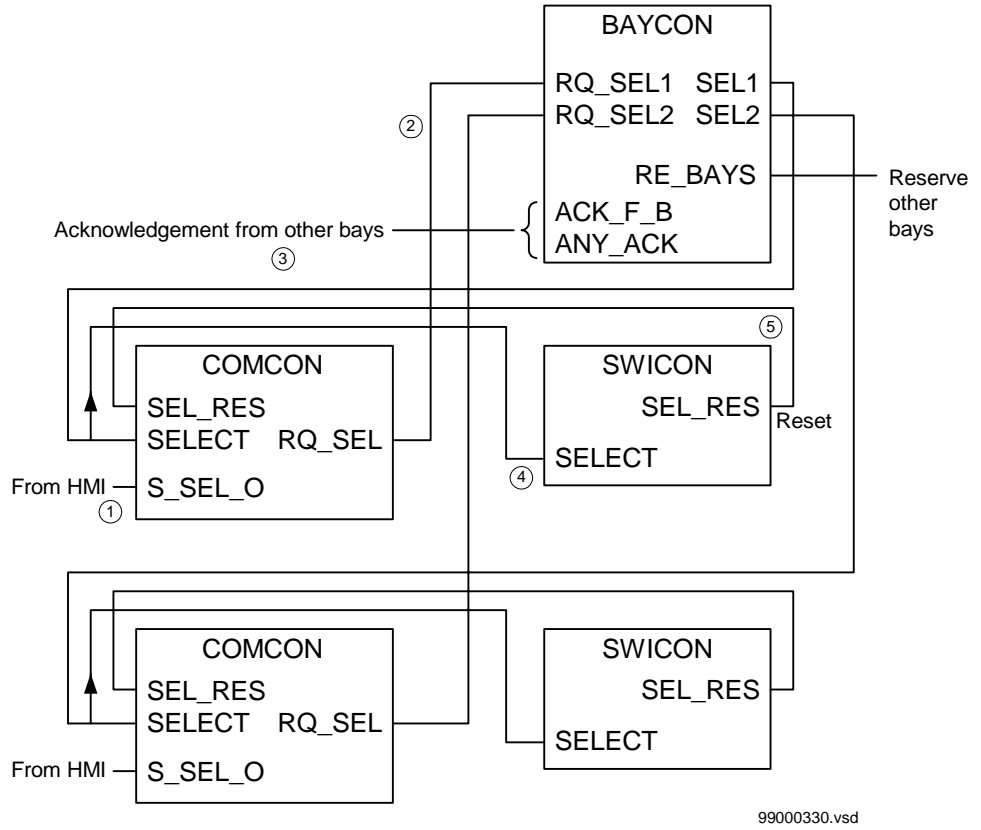 BAYCON
RQ_SEL1 SEL1
RQ_SEL2 SEL2
2
RE_BAYS
Reserve
other
bays
ACK_F_B
ANY_ACK
Acknowledgement from other bays
3
5
COMCON
SEL_RES
SELECT RQ_SEL
From HMI
S_SEL_O
1
SWICON
SEL_RES
Reset
SELECT
4
COMCON
SEL_RES
SELECT RQ_SEL
From HMI
S_SEL_O
SWICON
SEL_RES
SELECT
99000330.vsd